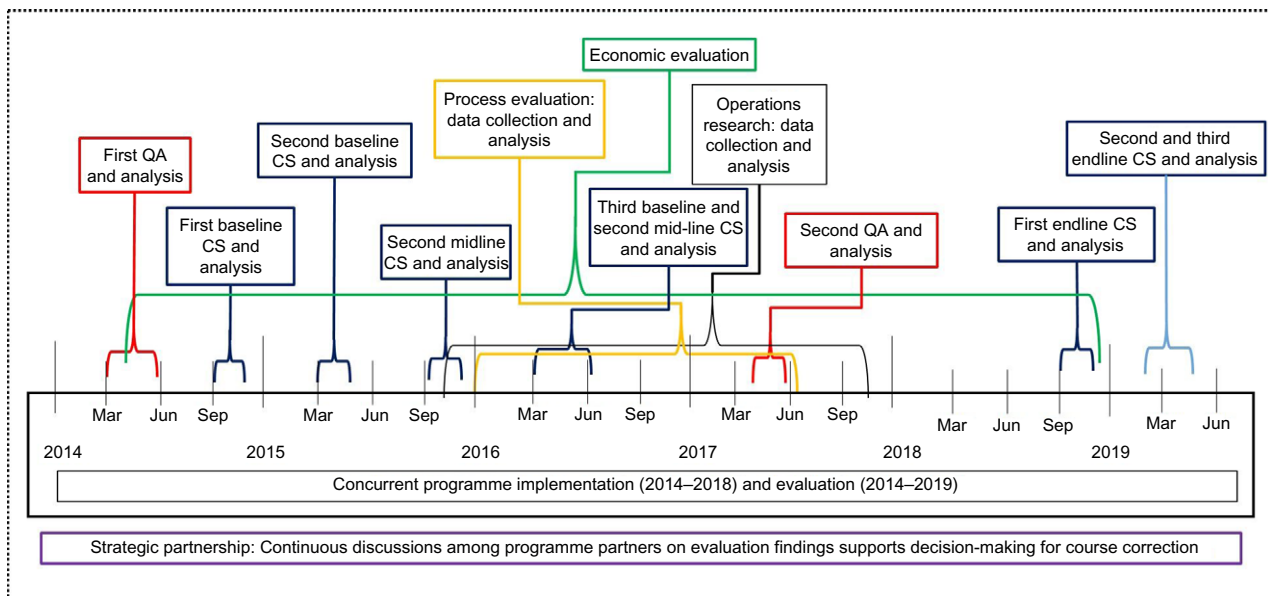 Economic evaluation
Process evaluation:
data collection and
analysis
Operations
research: data
collection and
analysis
First QA
and analysis
Second baseline
CS and analysis
Second and third
endline CS and analysis
First baseline
CS and
analysis
Second midline
CS and analysis
Third baseline and
second mid-line CS
and analysis
Second QA and
analysis
First endline CS
and analysis
Mar Jun Sep Mar Jun Sep Mar Jun Sep Mar Jun Sep Mar Jun Sep Mar Jun
2014 2015 2016 2017 2018 2019
Concurrent programme implementation (2014–2018) and evaluation (2014–2019)
Strategic partnership: Continuous discussions among programme partners on evaluation findings supports decision-making for course correction